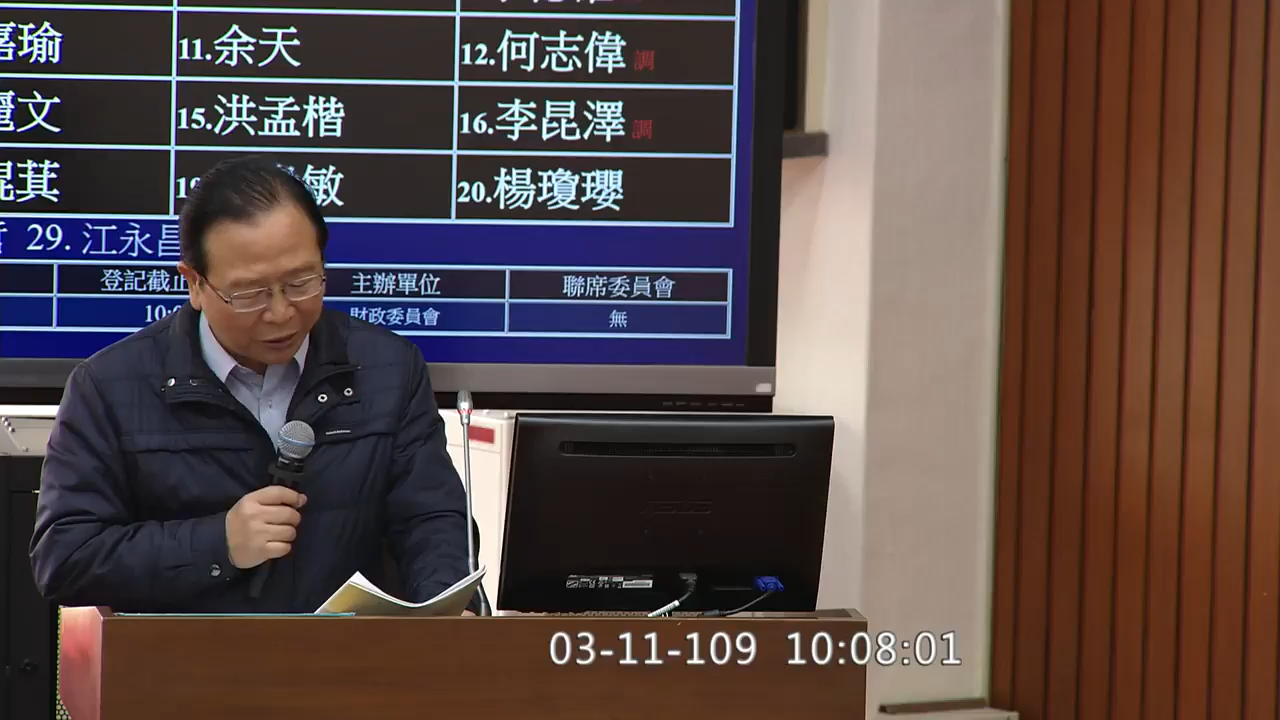 嘉瑜 11.余天 12.何志偉 調
麗文 15.洪孟楷 16.李昆澤 調
琨萁 敏 20.楊瓊瓔
29. 江永昌
登記截止 主辦單位 聯席委員會
財政委員會 無
03-11-109 10:08:01